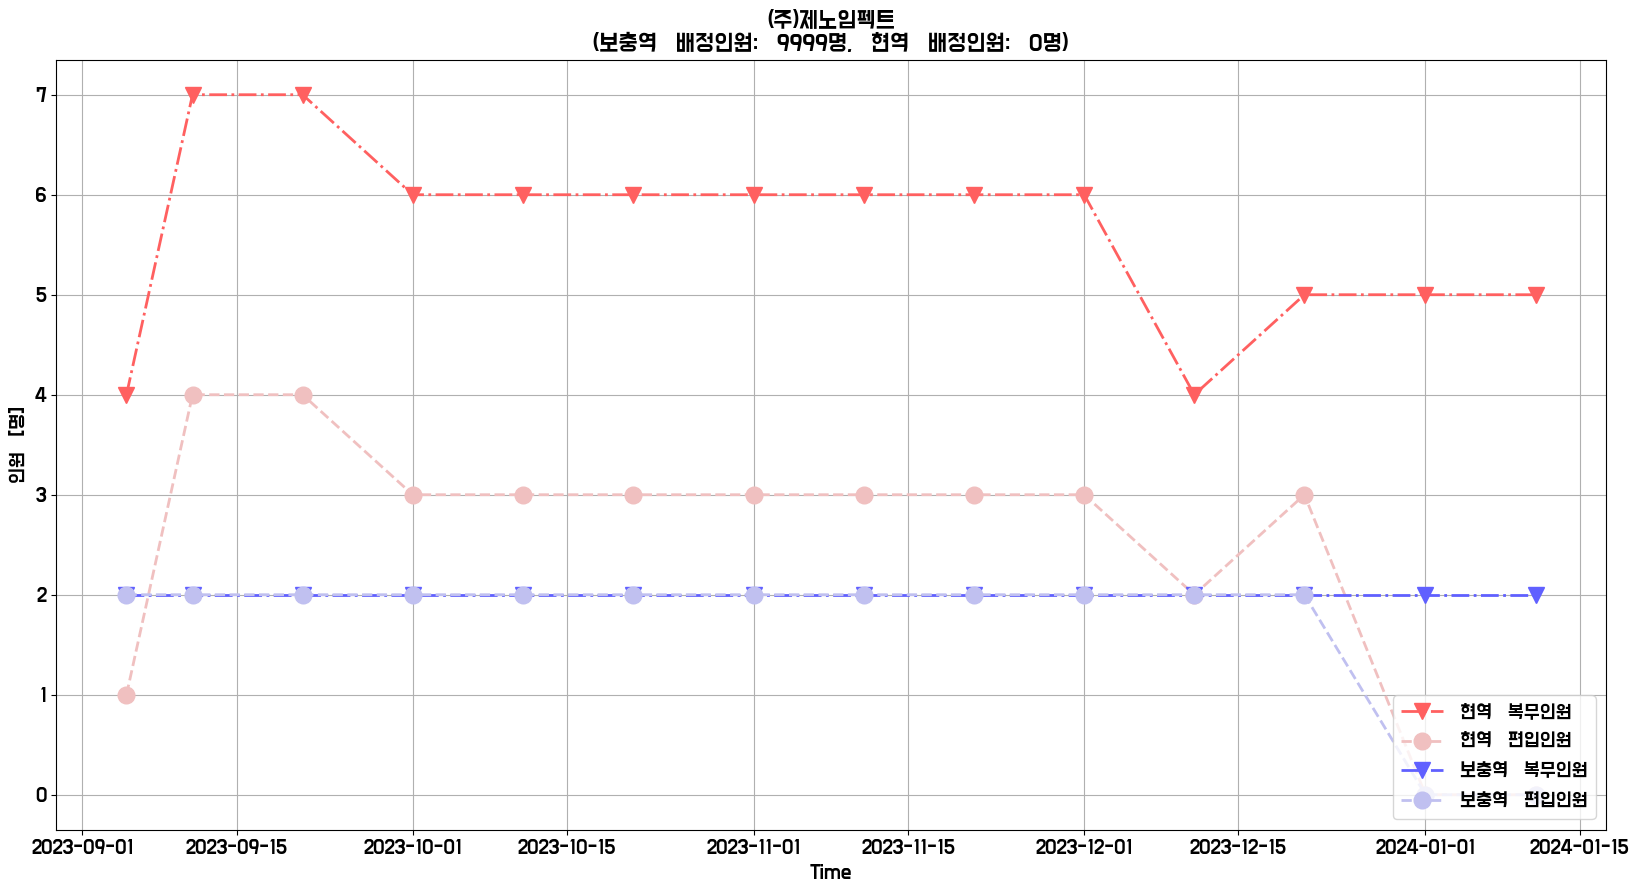 (주)제노임펙트
(보충역 배정인원: 9999명, 현역 배정인원: 0명)
인원 [명]
7
6
5
4
3
2
1
0
현역 복무인원
현역 편입인원
보충역 복무인원
보충역 편입인원
2023-09-01 2023-09-15 2023-10-01 2023-10-15 2023-11-01 2023-11-15 2023-12-01 2023-12-15 2024-01-01 2024-01-15
Time